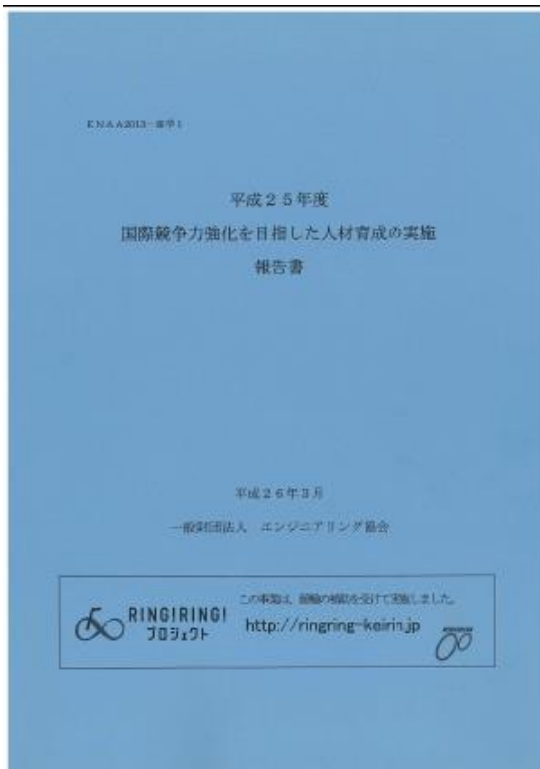 ENAA2013－
平成２５年度
国際競争力強化を目指した人材育成の実施
報告書
平成２６年３月
一般財団法人　エンジニアリング協会
この事業は、競輪の補助を受けて実施しました。
RING!RING!
プロジェクト
http://ringring-keirin.jp